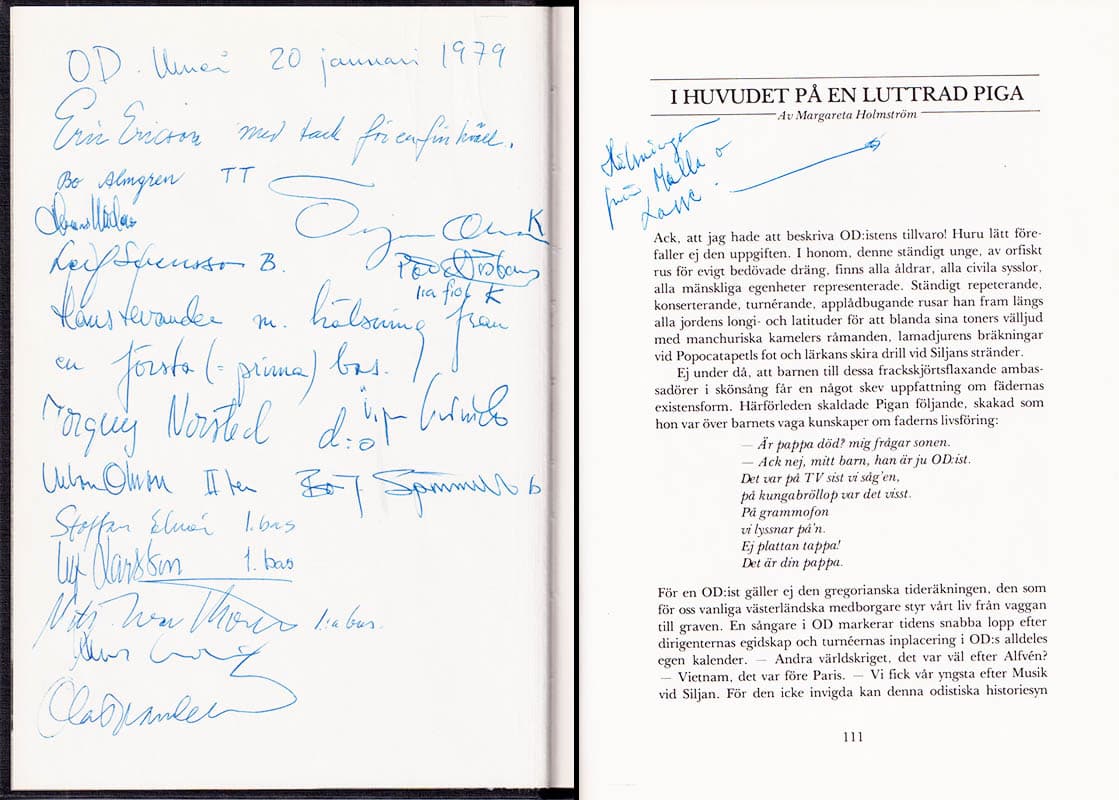 OD. Umeå 20 januari 1979
Eric Ericson med tack för en fin kväll.
Bo Almgren TT
K
Leif Svensson B.
1:a fiol K
Hans Levander m. hälsning från
en första (= prima) bas.
Torgny Norsted d:o
Urban Olsson II ten B
Staffan 1. bas
Ulf Karlsson 1. bas
Nils 1:a bas.
I HUVUDET PÅ EN LUTTRAD PIGA
Av Margareta Holmström
Hälsningar
från Malla o
Lasse.
Ack, att jag hade att beskriva OD:istens tillvaro! Huru lätt före-
faller ej den uppgiften. I honom, denne ständigt unge, av orfiskt
rus för evigt bedövade dräng, finns alla åldrar, alla civila sysslor,
alla mänskliga egenheter representerade. Ständigt repeterande,
konserterande, turnérande, applådbugande rusar han fram längs
alla jordens longi- och latituder för att blanda sina toners välljud
med manchuriska kamelers råmanden, lamadjurens bräkningar
vid Popocatapetls fot och lärkans skira drill vid Siljans stränder.
Ej under då, att barnen till dessa frackskjörtsflaxande ambas-
sadörer i skönsång får en något skev uppfattning om fädernas
existensform. Härförleden skaldade Pigan följande, skakad som
hon var över barnets vaga kunskaper om faderns livsföring:
— Är pappa död? mig frågar sonen.
— Ack nej, mitt barn, han är ju OD:ist.
Det var på TV sist vi såg'en,
på kungabröllop var det visst.
På grammofon
vi lyssnar på'n.
Ej plattan tappa!
Det är din pappa.
För en OD:ist gäller ej den gregorianska tideräkningen, den som
för oss vanliga västerländska medborgare styr vårt liv från vaggan
till graven. En sångare i OD markerar tidens snabba lopp efter
dirigenternas egidskap och turnéernas inplacering i OD:s alldeles
egen kalender. — Andra världskriget, det var väl efter Alfvén?
— Vietnam, det var före Paris. — Vi fick vår yngsta efter Musik
vid Siljan. För den icke invigda kan denna odistiska historiesyn
111